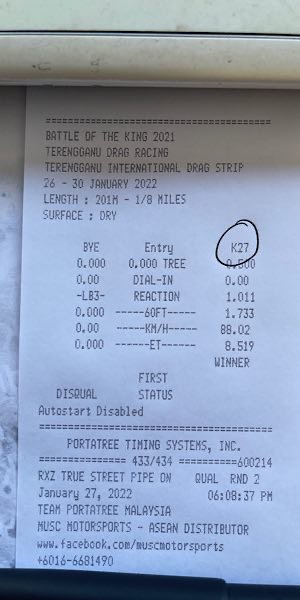 ========================================
BATTLE OF THE KING 2021
TERENGGANU DRAG RACING
TERENGGANU INTERNATIONAL DRAG STRIP
26 - 30 JANUARY 2022
LENGTH : 201M - 1/8 MILES
SURFACE : DRY
BYE Entry K27
0.000 0.000 TREE 0.500
0.00 DIAL-IN 0.00
-LB3- REACTION 1.011
0.000 -----60FT----- 1.733
0.00 ------KM/H----- 88.02
0.000 ------ET------ 8.519
WINNER
FIRST
DISQUAL STATUS
Autostart Disabled
========================================
PORTATREE TIMING SYSTEMS, INC.
=============== 433/434 ==========600214
RXZ TRUE STREET PIPE ON QUAL RND 2
January 27, 2022 06:08:37 PM
TEAM PORTATREE MALAYSIA
MUSC MOTORSPORTS - ASEAN DISTRIBUTOR
www.facebook.com/muscmotorsports
+6016-6681490